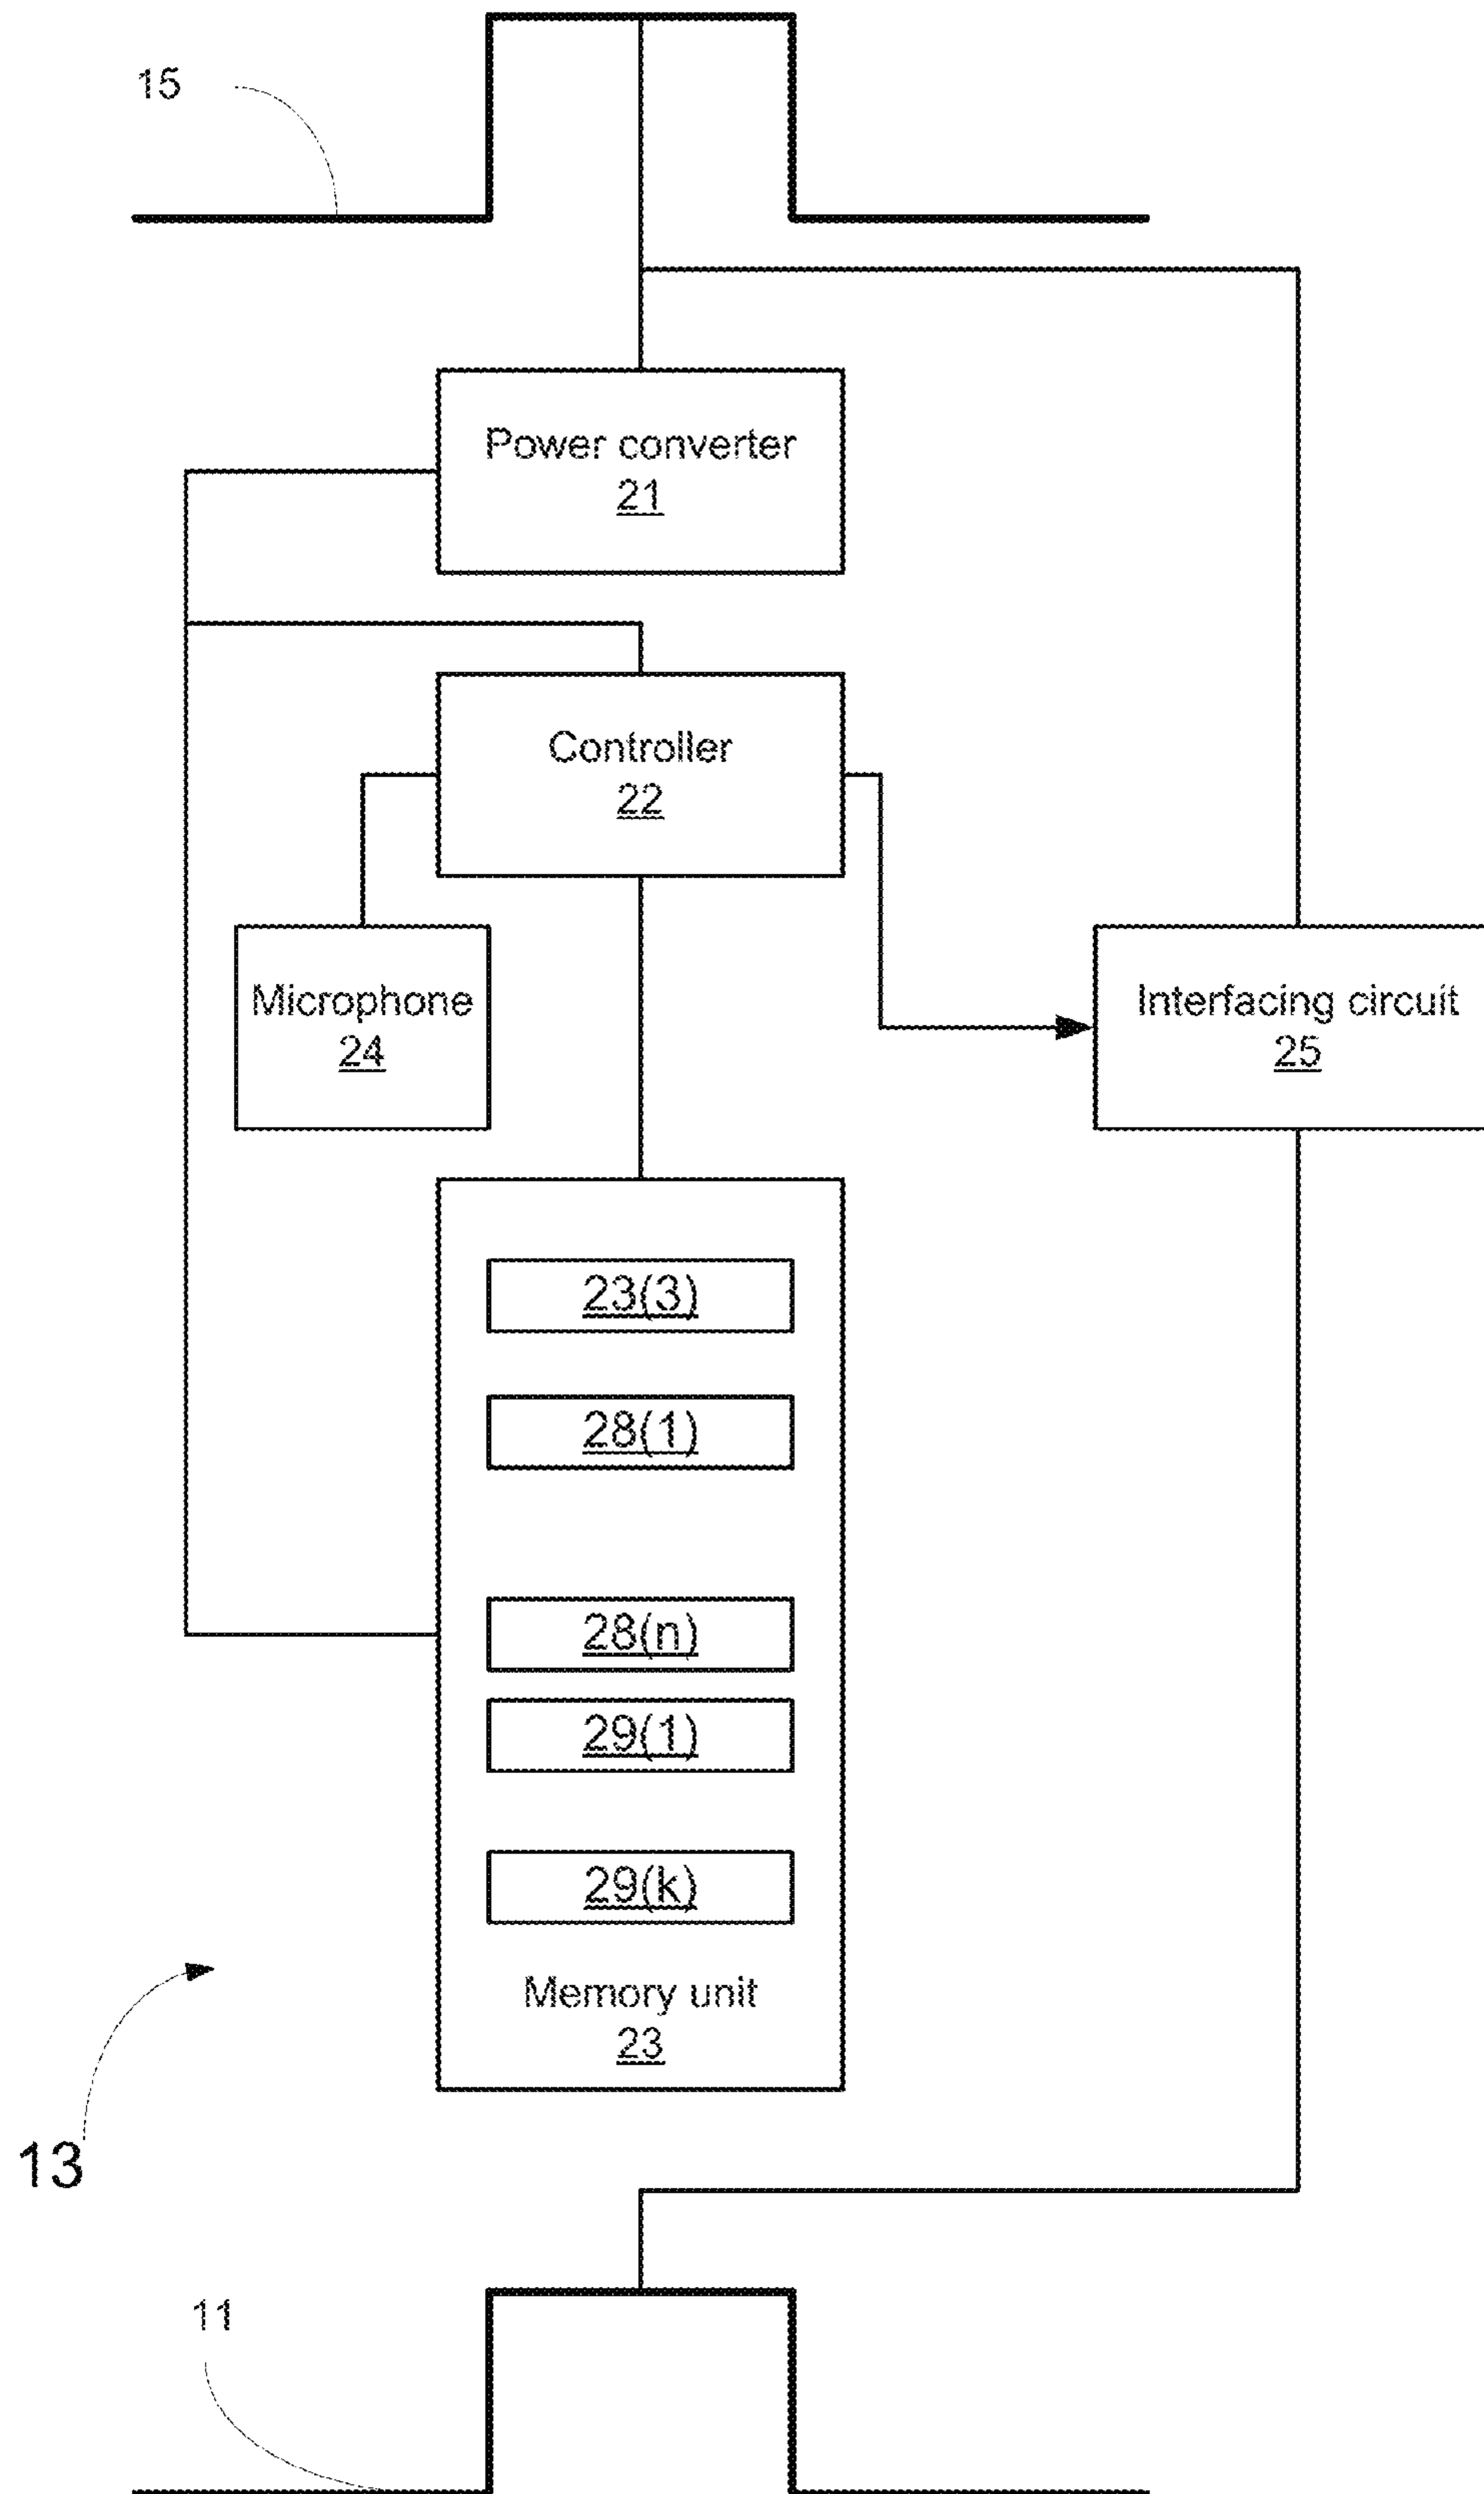 15
Power converter
21
Controller
22
Microphone
24
Interfacing circuit
25
23(3)
28(1)
28(n)
29(1)
29(k)
Memory unit
23
13
11